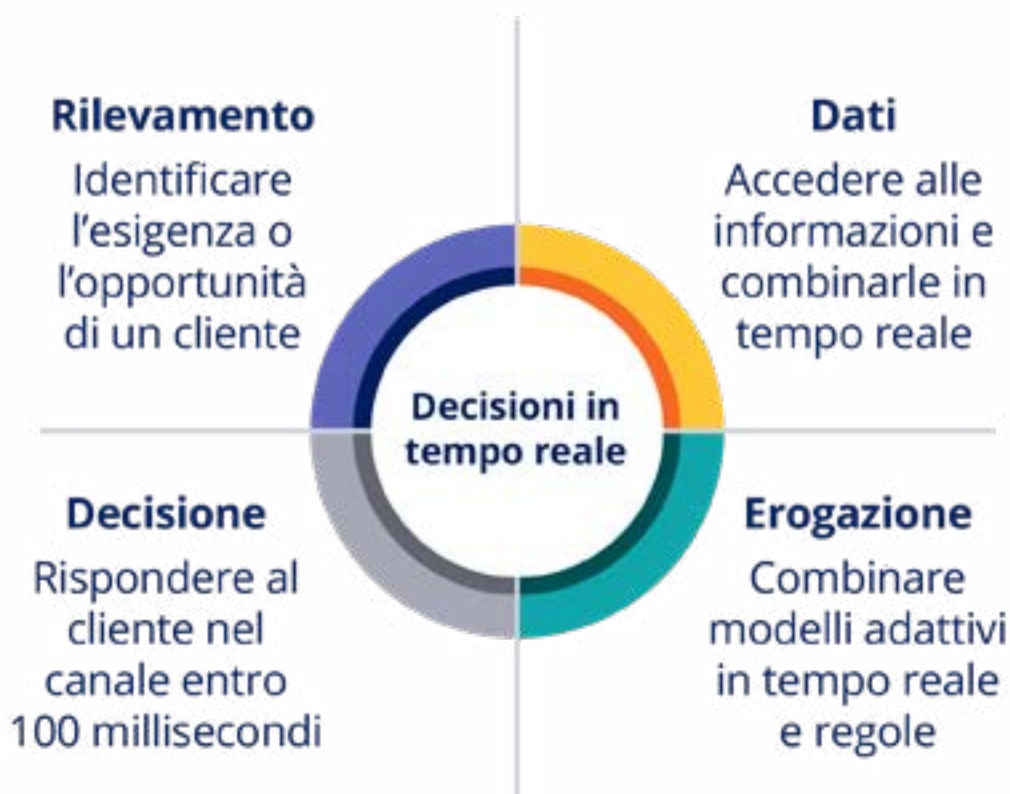 Rilevamento
Identificare
l'esigenza o
l'opportunità
di un cliente
Dati
Accedere alle
informazioni e
combinarle in
tempo reale
Decisioni in
tempo reale
Decisione
Rispondere al
cliente nel
canale entro
100 millisecondi
Erogazione
Combinare
modelli adattivi
in tempo reale
e regole